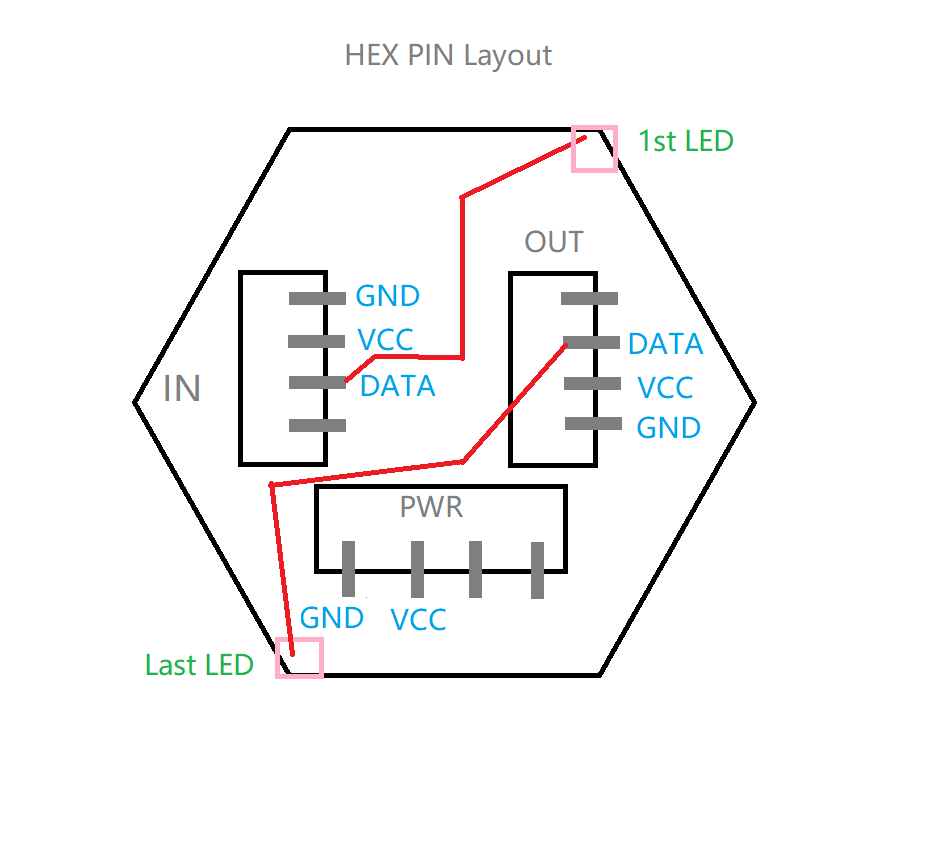 HEX PIN Layout
1st LED
OUT
GND
VCC
DATA
IN
DATA
VCC
GND
PWR
GND
VCC
Last LED